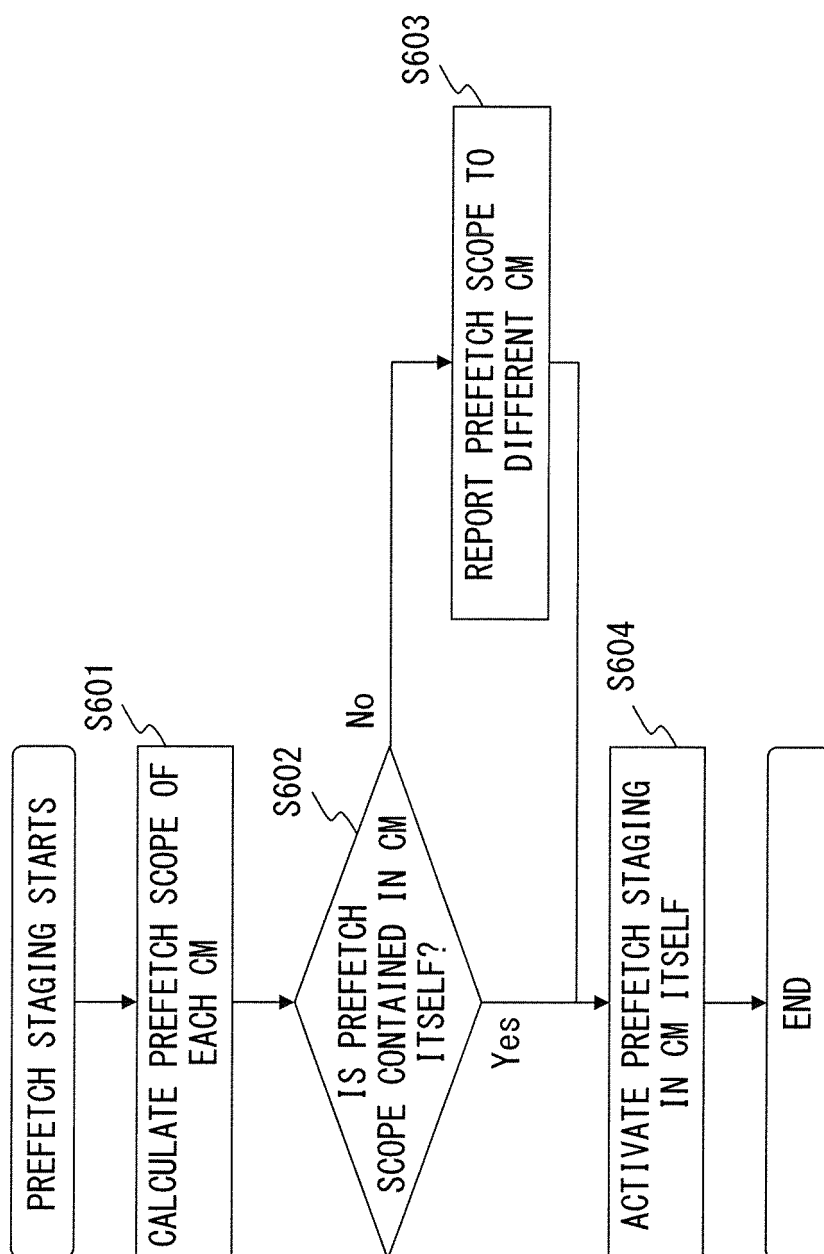 PREFETCH STAGING STARTS
S601
CALCULATE PREFETCH SCOPE OF
EACH CM
S602
IS PREFETCH
SCOPE CONTAINED IN CM
ITSELF?
No
Yes
S603
REPORT PREFETCH SCOPE TO
DIFFERENT CM
S604
ACTIVATE PREFETCH STAGING
IN CM ITSELF
END